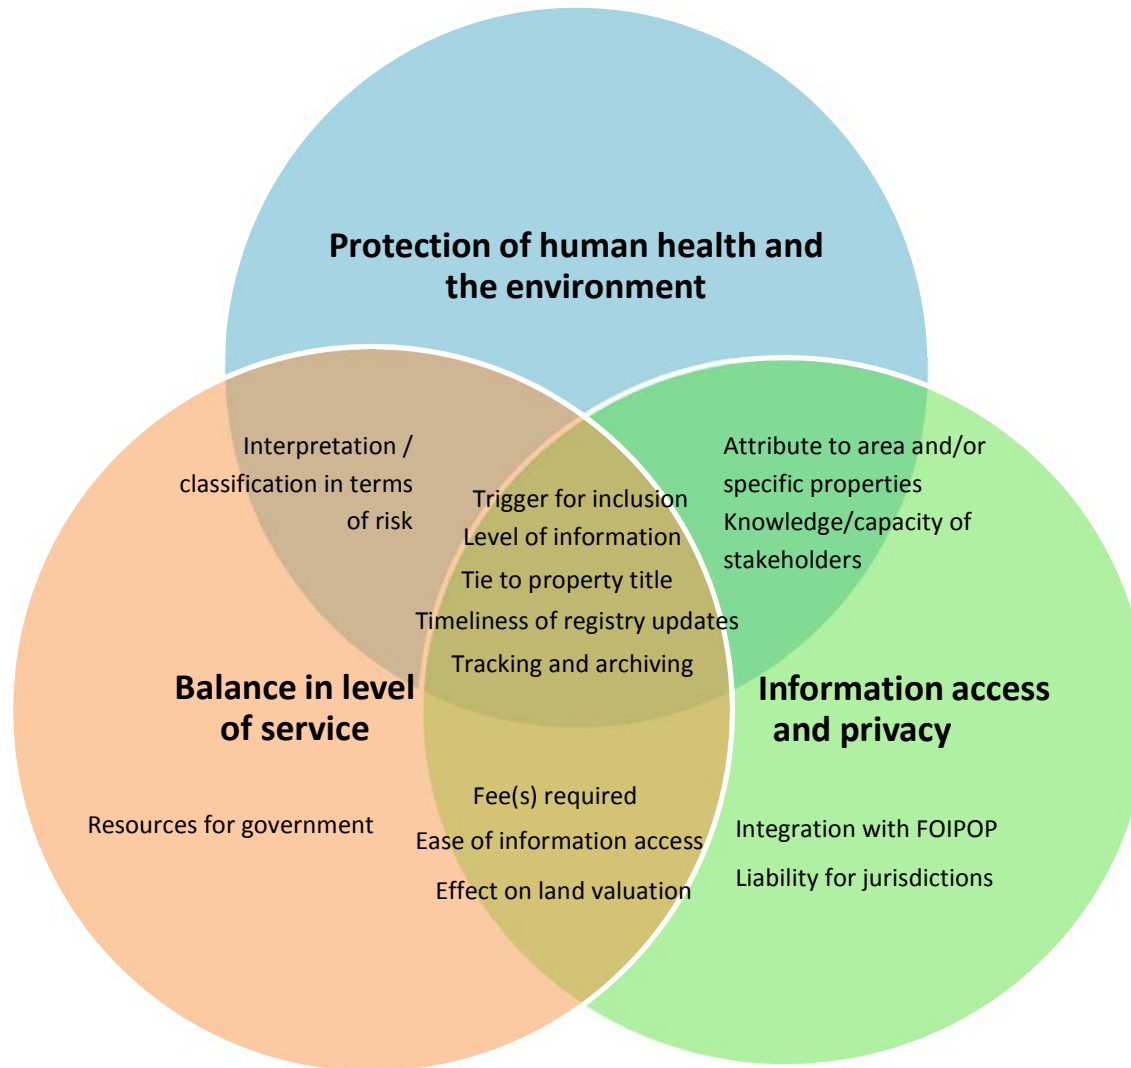 Protection of human health and
the environment
Interpretation /
classification in terms
of risk
Trigger for inclusion
Level of information
Tie to property title
Timeliness of registry updates
Tracking and archiving
Attribute to area and/or
specific properties
Knowledge/capacity of
stakeholders
Balance in level
of service
Information access
and privacy
Resources for government
Fee(s) required
Ease of information access
Effect on land valuation
Integration with FOIPOP
Liability for jurisdictions